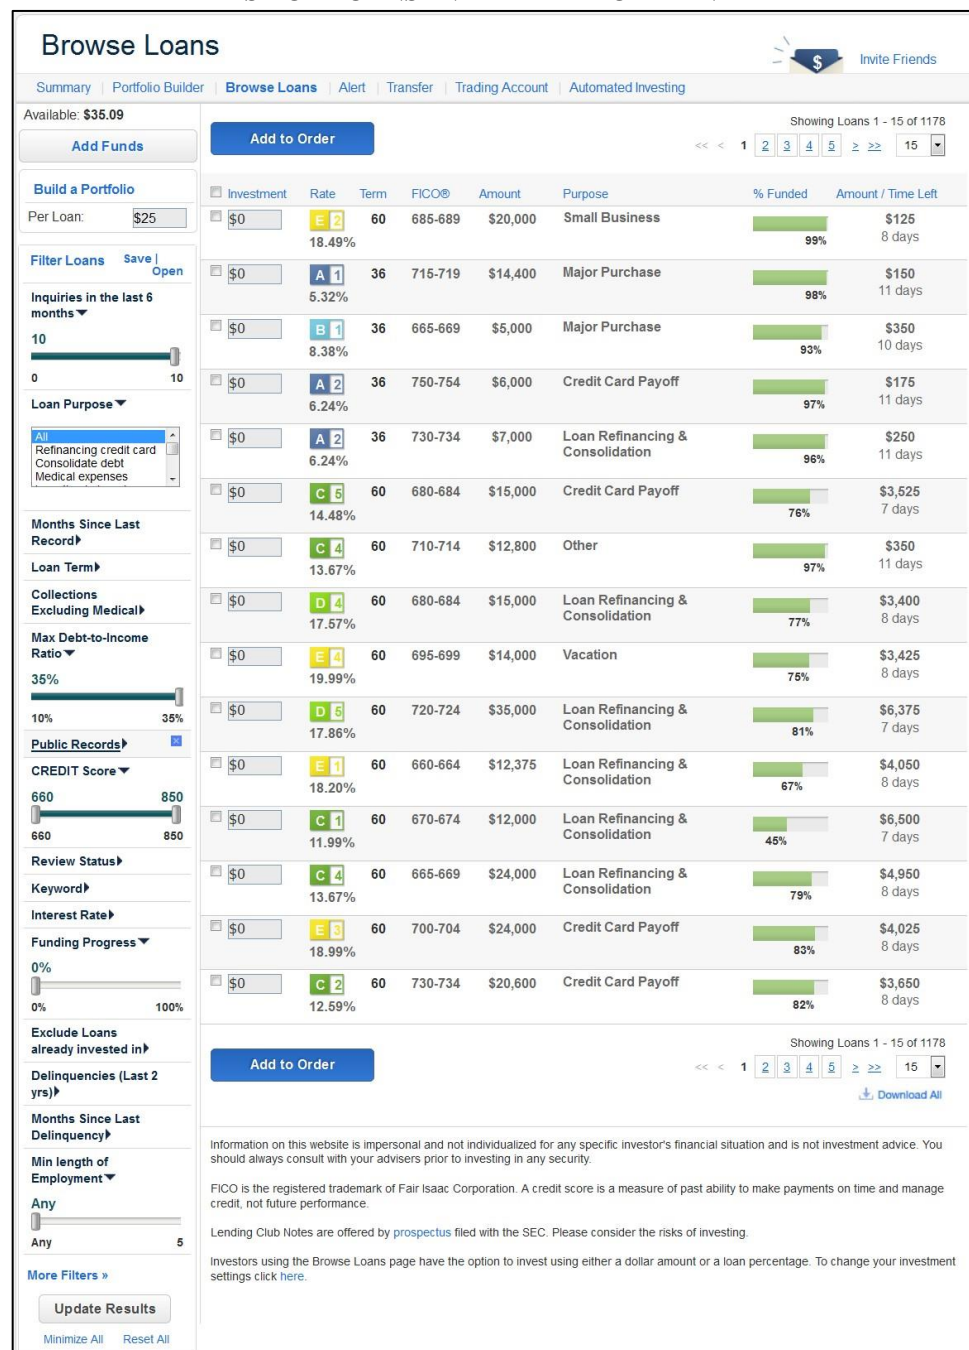 Browse Loans
Invite Friends
Summary | Portfolio Builder | Browse Loans | Alert | Transfer | Trading Account | Automated Investing
Available: $35.09
Add Funds
Build a Portfolio
Per Loan: $25
Filter Loans Save | Open
Inquiries in the last 6
months
10
0 10
Loan Purpose
All
Refinancing credit card
Consolidate debt
Medical expenses
Months Since Last
Record
Loan Term
Collections
Excluding Medical
Max Debt-to-Income
Ratio
35%
10% 35%
Public Records
CREDIT Score
660 850
660 850
Review Status
Keyword
Interest Rate
Funding Progress
0%
0% 100%
Exclude Loans
already invested in
Delinquencies (Last 2
yrs)
Months Since Last
Delinquency
Min length of
Employment
Any
Any 5
More Filters »
Update Results
Minimize All Reset All
Add to Order
Showing Loans 1 - 15 of 1178
<< < 1 2 3 4 5 > >> 15
Investment Rate Term FICO® Amount Purpose % Funded Amount / Time Left
$0 E 2 60 685-689 $20,000 Small Business $125
18.49% 99% 8 days
$0 A 1 36 715-719 $14,400 Major Purchase $150
5.32% 98% 11 days
$0 B 1 36 665-669 $5,000 Major Purchase $350
8.38% 93% 10 days
$0 A 2 36 750-754 $6,000 Credit Card Payoff $175
6.24% 97% 11 days
$0 A 2 36 730-734 $7,000 Loan Refinancing & $250
6.24% Consolidation 96% 11 days
$0 C 5 60 680-684 $15,000 Credit Card Payoff $3,525
14.48% 76% 7 days
$0 C 4 60 710-714 $12,800 Other $350
13.67% 97% 11 days
$0 D 4 60 680-684 $15,000 Loan Refinancing & $3,400
17.57% Consolidation 77% 8 days
$0 E 4 60 695-699 $14,000 Vacation $3,425
19.99% 75% 8 days
$0 D 5 60 720-724 $35,000 Loan Refinancing & $6,375
17.86% Consolidation 81% 7 days
$0 E 1 60 660-664 $12,375 Loan Refinancing & $4,050
18.20% Consolidation 67% 8 days
$0 C 1 60 670-674 $12,000 Loan Refinancing & $6,500
11.99% Consolidation 45% 7 days
$0 C 4 60 665-669 $24,000 Loan Refinancing & $4,950
13.67% Consolidation 79% 8 days
$0 E 3 60 700-704 $24,000 Credit Card Payoff $4,025
18.99% 83% 8 days
$0 C 2 60 730-734 $20,600 Credit Card Payoff $3,650
12.59% 82% 8 days
Add to Order
Showing Loans 1 - 15 of 1178
<< < 1 2 3 4 5 > >> 15
Download All
Information on this website is impersonal and not individualized for any specific investor's financial situation and is not investment advice. You
should always consult with your advisers prior to investing in any security.
FICO is the registered trademark of Fair Isaac Corporation. A credit score is a measure of past ability to make payments on time and manage
credit, not future performance.
Lending Club Notes are offered by prospectus filed with the SEC. Please consider the risks of investing.
Investors using the Browse Loans page have the option to invest using either a dollar amount or a loan percentage. To change your investment
settings click here.